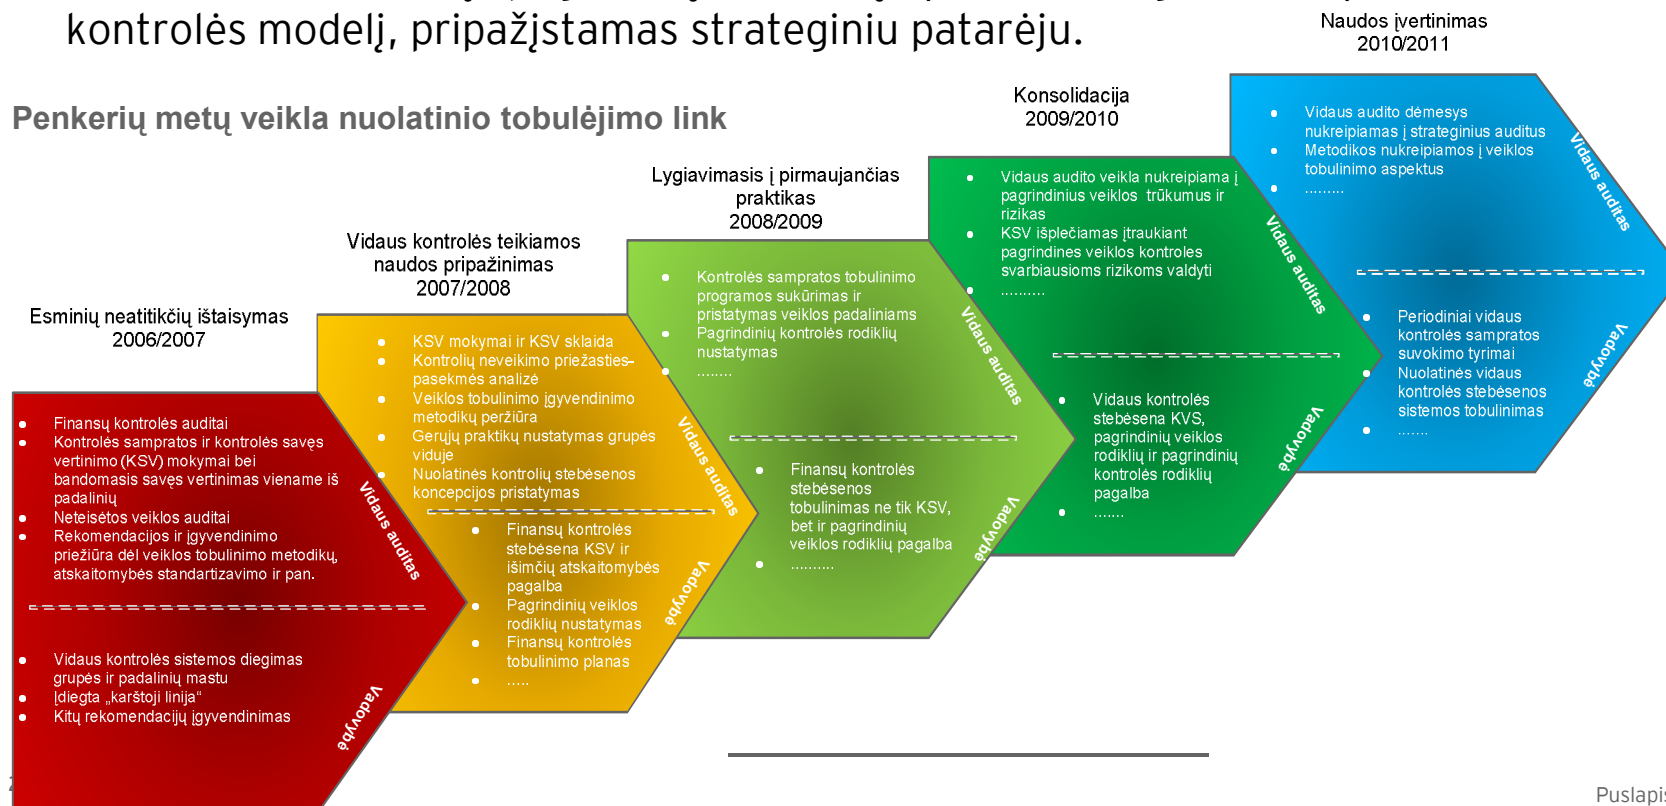 kontrolės modelį, pripažįstamas strateginiu patarėju.
Penkerių metų veikla nuolatinio tobulėjimo link
Esminių neatitikčių ištaisymas
2006/2007
Finansų kontrolės auditai
Kontrolės sampratos ir kontrolės savęs
vertinimo (KSV) mokymai bei
bandomasis savęs vertinimas viename iš
padalinių
Neteisėtos veiklos auditai
Rekomendacijos ir įgyvendinimo
priežiūra dėl veiklos tobulinimo metodikų,
atskaitomybės standartizavimo ir pan.
Vidaus auditas
Vidaus kontrolės sistemos diegimas
grupės ir padalinių mastu
Įdiegta „karštoji linija“
Kitų rekomendacijų įgyvendinimas
Vadovybė
Vidaus kontrolės teikiamos
naudos pripažinimas
2007/2008
KSV mokymai ir KSV sklaida
Kontrolių neveikimo priežasties–
pasekmės analizė
Veiklos tobulinimo įgyvendinimo
metodikų peržiūra
Gerųjų praktikų nustatymas grupės
viduje
Nuolatinės kontrolių stebėsenos
koncepcijos pristatymas
Vidaus auditas
Finansų kontrolės
stebėsena KSV ir
išimčių atskaitomybės
pagalba
Pagrindinių veiklos
rodiklių nustatymas
Finansų kontrolės
tobulinimo planas
.....
Vadovybė
Lygiavimasis į pirmaujančias
praktikas
2008/2009
Kontrolės sampratos tobulinimo
programos sukūrimas ir
pristatymas veiklos padaliniams
Pagrindinių kontrolės rodiklių
nustatymas
........
Vidaus auditas
Finansų kontrolės
stebėsenos
tobulinimas ne tik KSV,
bet ir pagrindinių
veiklos rodiklių pagalba
..........
Vadovybė
Konsolidacija
2009/2010
Vidaus audito veikla nukreipiama į
pagrindinius veiklos trūkumus ir
rizikas
KSV išplečiamas įtraukiant
pagrindines veiklos kontroles
svarbiausioms rizikoms valdyti
..........
Vidaus auditas
Vidaus kontrolės
stebėsena KVS,
pagrindinių veiklos
rodiklių ir pagrindinių
kontrolės rodiklių
pagalba
.......
Vadovybė
Naudos įvertinimas
2010/2011
Vidaus audito dėmesys
nukreipiamas į strateginius auditus
Metodikos nukreipiamos į veiklos
tobulinimo aspektus
.........
Vidaus auditas
Periodiniai vidaus
kontrolės sampratos
suvokimo tyrimai
Nuolatinės vidaus
kontrolės stebėsenos
sistemos tobulinimas
.......
Vadovybė
Puslapis